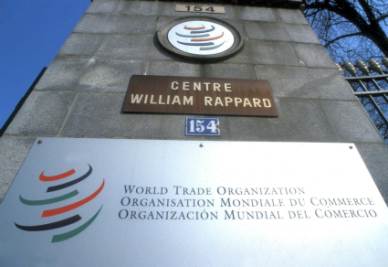 154
CENTRE
WILLIAM RAPPARD
154
WORLD TRADE ORGANIZATION
ORGANISATION MONDIALE DU COMMERCE
ORGANIZACIÓN MUNDIAL DEL COMERCIO